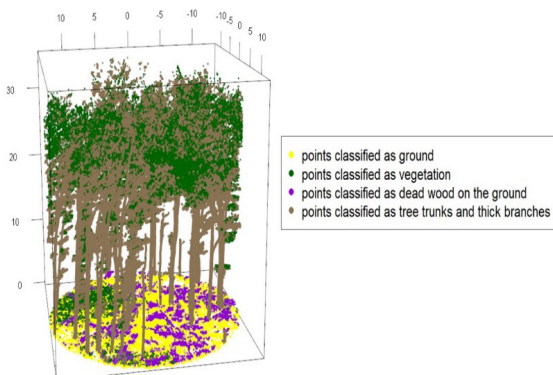 10 5 0 -5 -10
-10 -5 0 5 10
30
20
10
0
points classified as ground
points classified as vegetation
points classified as dead wood on the ground
points classified as tree trunks and thick branches